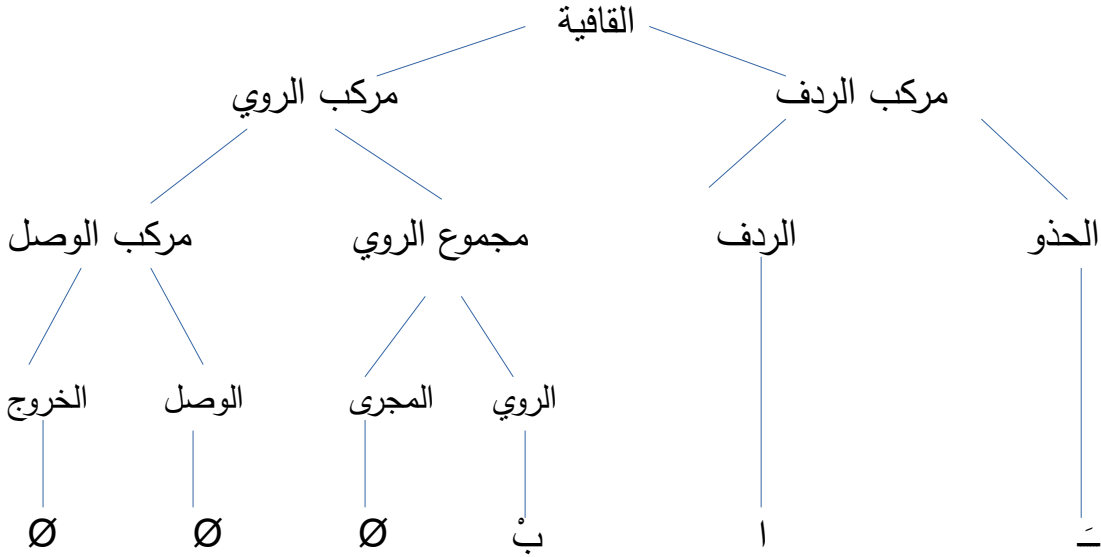 القافية
مركب الردف مركب الروي
الحذو الردف مجموع الروي مركب الوصل
الروي المجرى الوصل الخروج
ـَ ا بْ Ø Ø Ø